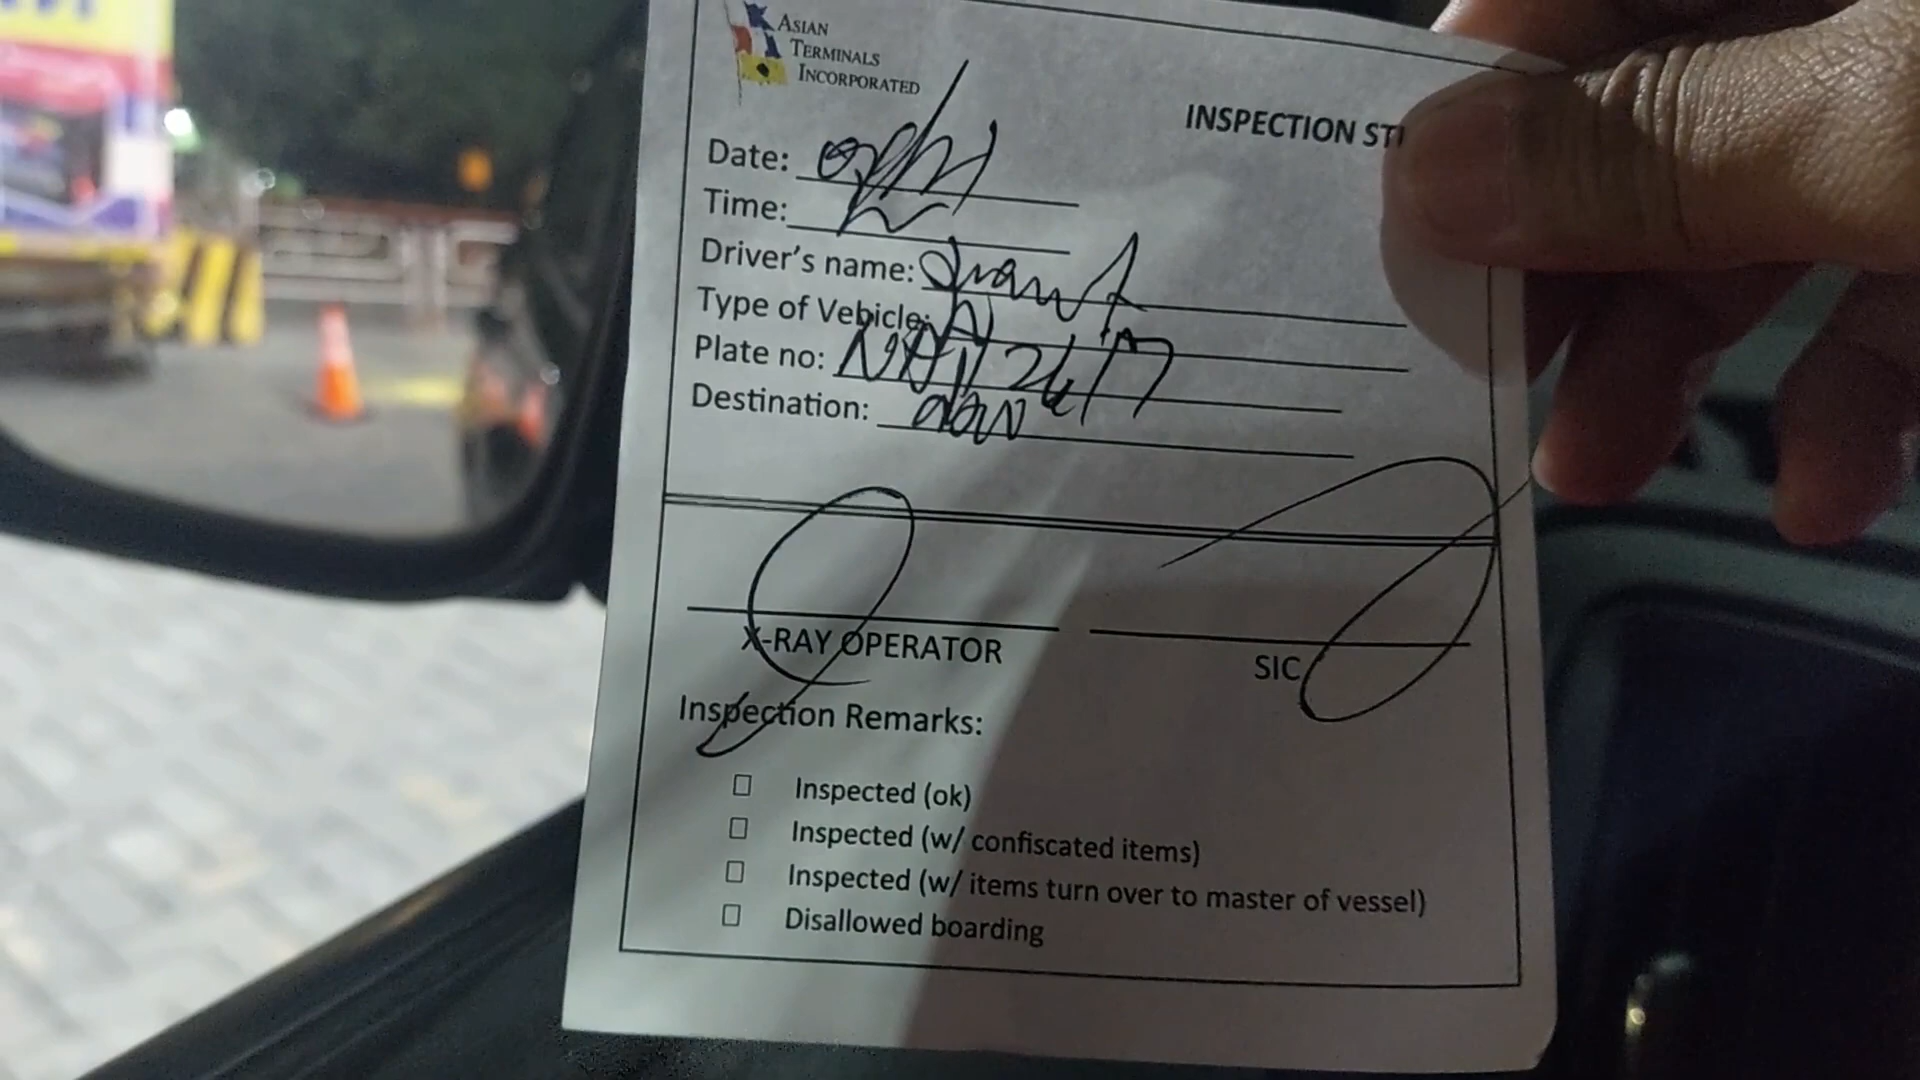 ASIAN
TERMINALS
INCORPORATED
INSPECTION
Date:
Time:
Driver's name:
Type of Vehicle:
Plate no:
Destination:
X-RAY OPERATOR
SIC
Inspection Remarks:
☐ Inspected (ok)
☐ Inspected (w/ confiscated items)
☐ Inspected (w/ items turn over to master of vessel)
☐ Disallowed boarding